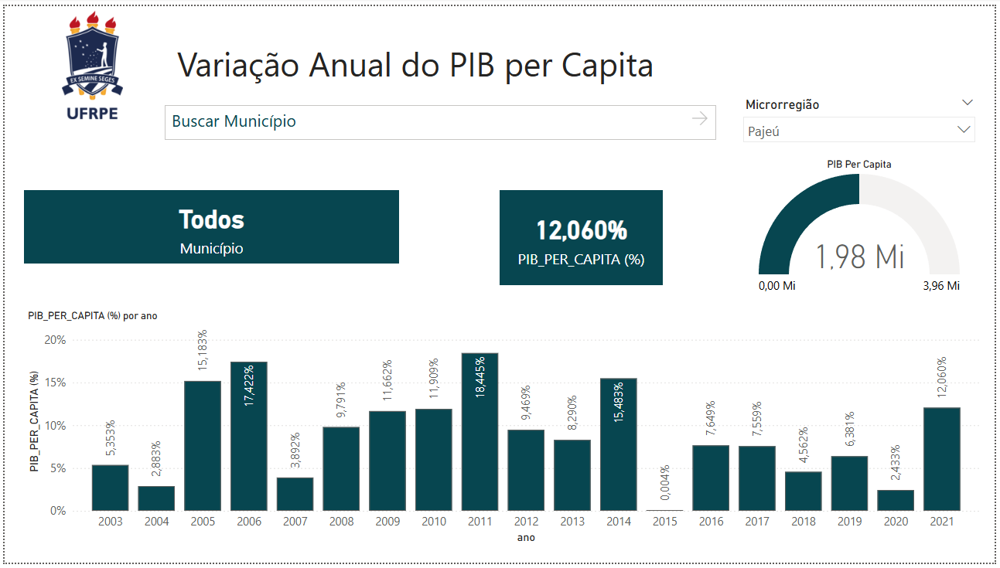 EX SEMINE SEGES
UFRPE
Variação Anual do PIB per Capita
Buscar Município
Microrregião
Pajeú
Todos
Município
12,060%
PIB_PER_CAPITA (%)
PIB Per Capita
1,98 Mi
0,00 Mi
3,96 Mi
PIB_PER_CAPITA (%) por ano
PIB_PER_CAPITA (%)
20%
15%
10%
5%
0%
5,353%
2,883%
15,183%
17,422%
3,892%
9,791%
11,662%
11,909%
18,445%
9,469%
8,290%
15,483%
0,004%
7,649%
7,559%
4,562%
6,381%
2,433%
12,060%
2003 2004 2005 2006 2007 2008 2009 2010 2011 2012 2013 2014 2015 2016 2017 2018 2019 2020 2021
ano